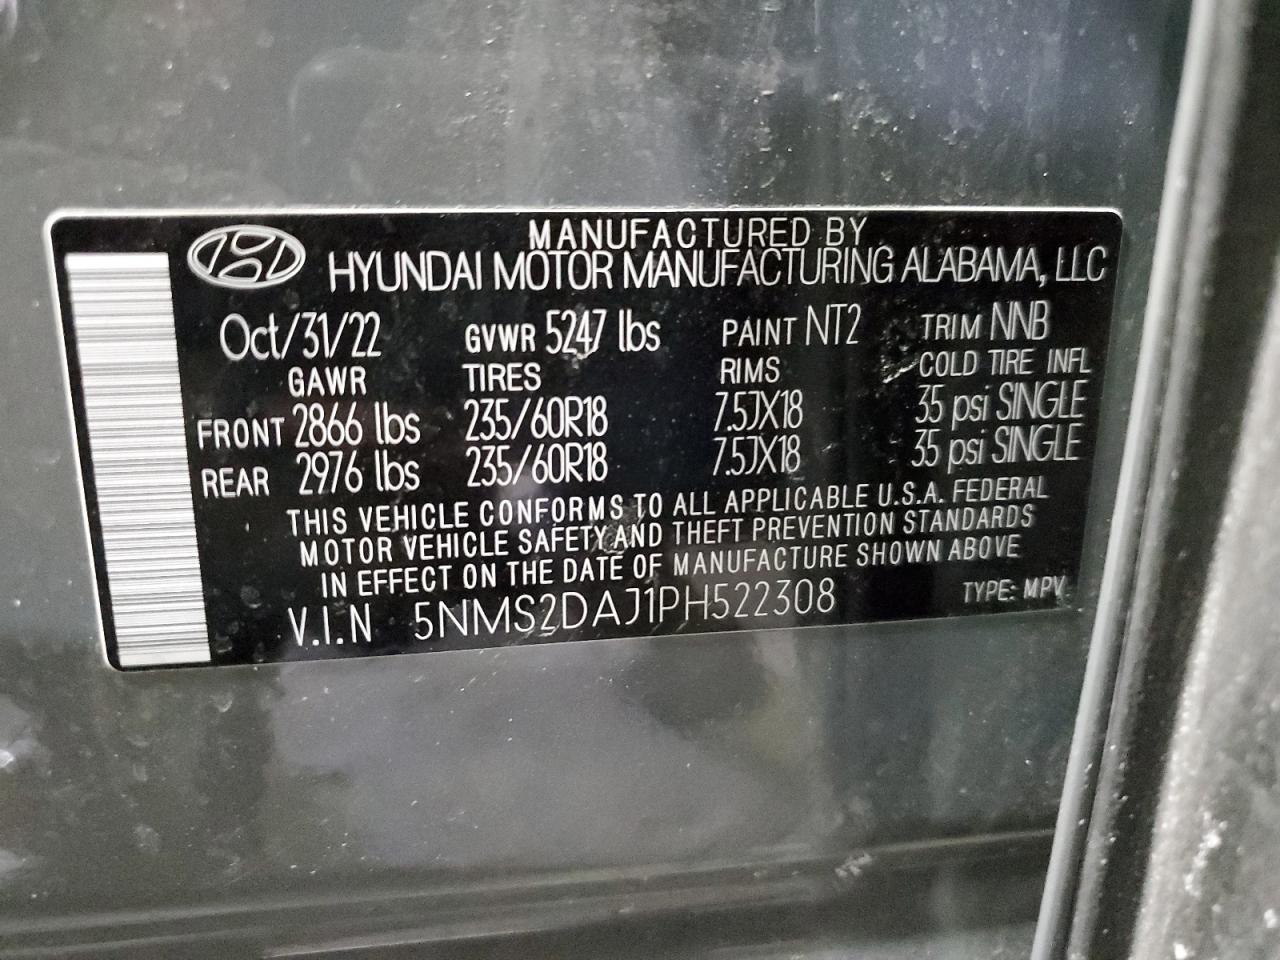 MANUFACTURED BY
HYUNDAI MOTOR MANUFACTURING ALABAMA, LLC
Oct/31/22 GVWR 5247 lbs PAINT NT2 TRIM NNB
GAWR TIRES RIMS COLD TIRE INFL
FRONT 2866 lbs 235/60R18 7.5JX18 35 psi SINGLE
REAR 2976 lbs 235/60R18 7.5JX18 35 psi SINGLE
THIS VEHICLE CONFORMS TO ALL APPLICABLE U.S.A. FEDERAL
MOTOR VEHICLE SAFETY AND THEFT PREVENTION STANDARDS
IN EFFECT ON THE DATE OF MANUFACTURE SHOWN ABOVE
V.I.N 5NMS2DAJ1PH522308 TYPE: MPV